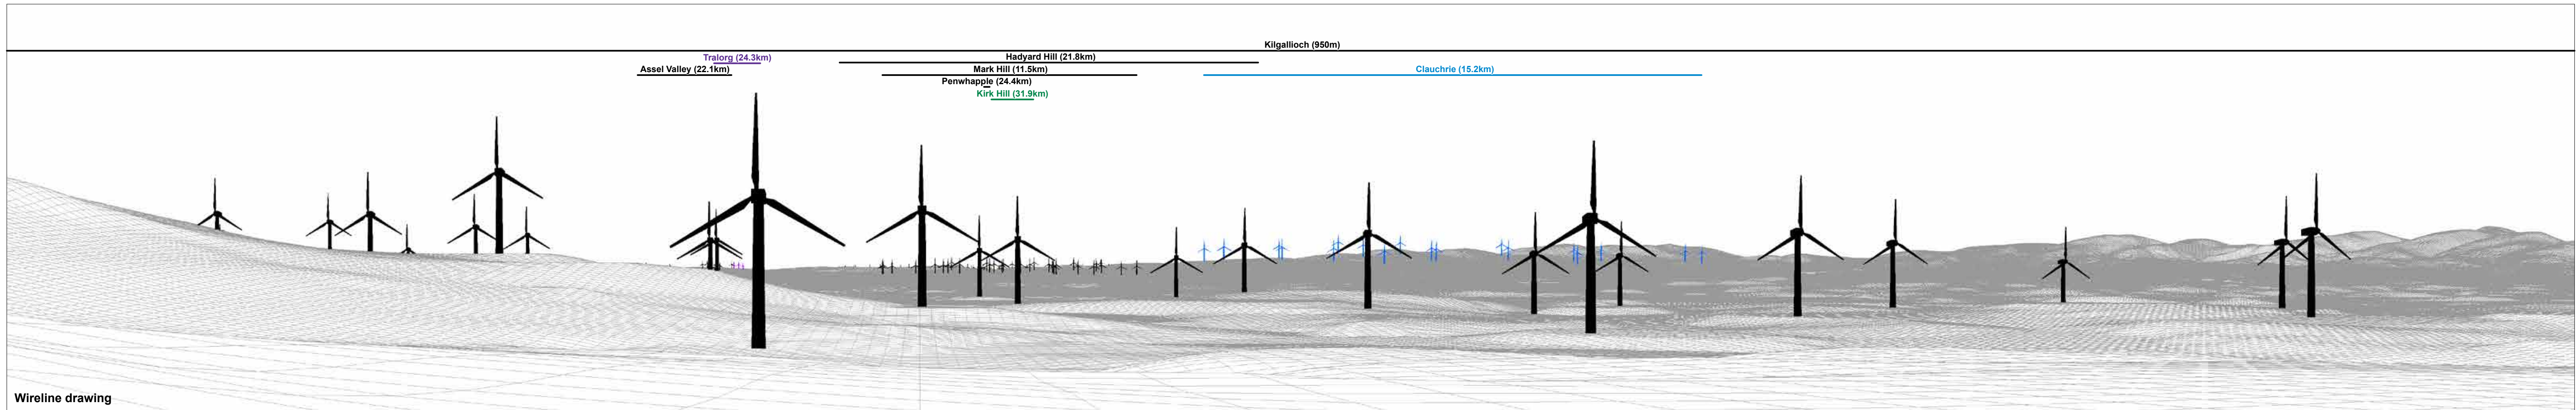 Kilgallioch (950m)
Tralorg (24.3km)
Hadyard Hill (21.8km)
Assel Valley (22.1km)
Mark Hill (11.5km)
Clauchrie (15.2km)
Penwhapple (24.4km)
Kirk Hill (31.9km)
Wireline drawing